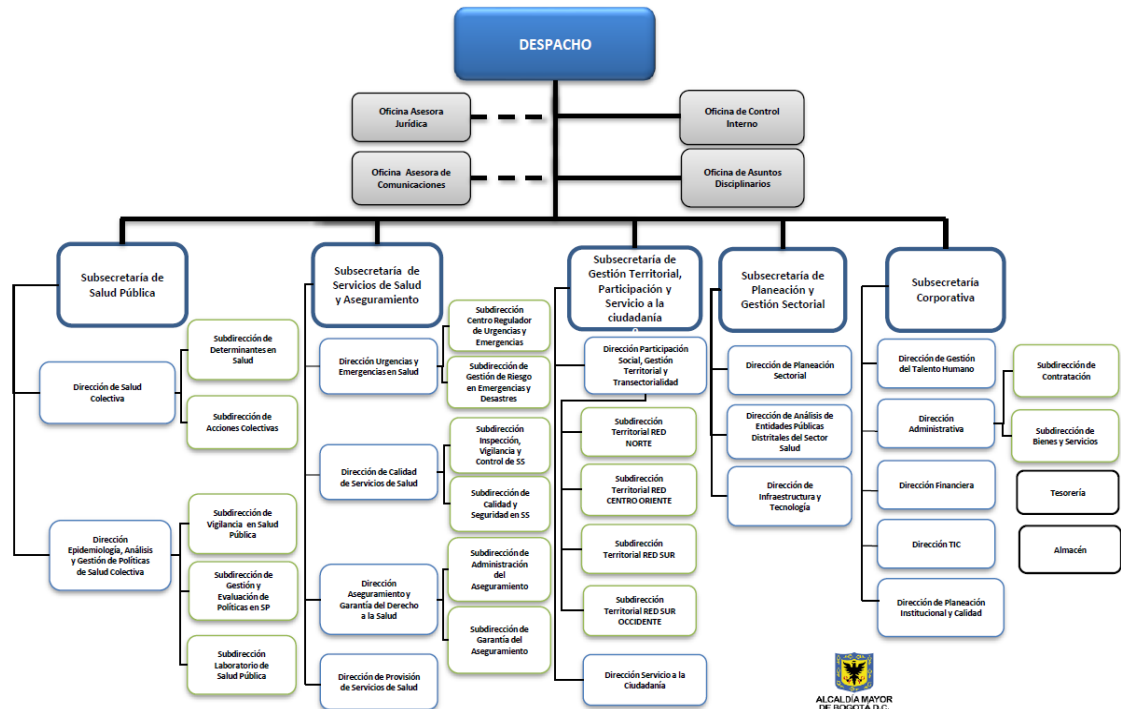 DESPACHO
Oficina Asesora
Jurídica
Oficina de Control
Interno
Oficina Asesora de
Comunicaciones
Oficina de Asuntos
Disciplinarios
Subsecretaría de
Salud Pública
Subdirección de
Determinantes en
Salud
Dirección de Salud
Colectiva
Subdirección de
Acciones Colectivas
Subdirección de
Vigilancia en Salud
Pública
Dirección
Epidemiología, Análisis
y Gestión de Políticas
de Salud Colectiva
Subdirección de
Gestión y
Evaluación de
Políticas en SP
Subdirección
Laboratorio de
Salud Pública
Subsecretaría de
Servicios de Salud
y Aseguramiento
Subdirección
Centro Regulador
de Urgencias y
Emergencias
Dirección Urgencias y
Emergencias en Salud
Subdirección de
Gestión de Riesgo
en Emergencias y
Desastres
Subdirección
Inspección,
Vigilancia y
Control de SS
Dirección de Calidad
de Servicios de Salud
Subdirección de
Calidad y
Seguridad en SS
Subdirección de
Administración
del
Aseguramiento
Dirección
Aseguramiento y
Garantía del Derecho
a la Salud
Subdirección de
Garantía del
Aseguramiento
Dirección de Provisión
de Servicios de Salud
Subsecretaría de
Gestión Territorial,
Participación y
Servicio a la
ciudadanía
Dirección Participación
Social, Gestión
Territorial y
Transectorialidad
Subdirección
Territorial RED
NORTE
Subdirección
Territorial RED
CENTRO ORIENTE
Subdirección
Territorial RED SUR
Subdirección
Territorial RED SUR
OCCIDENTE
Dirección Servicio a la
Ciudadanía
Subsecretaría de
Planeación y
Gestión Sectorial
Dirección de Planeación
Sectorial
Dirección de Análisis de
Entidades Públicas
Distritales del Sector
Salud
Dirección de
Infraestructura y
Tecnología
Subsecretaría
Corporativa
Dirección de Gestión
del Talento Humano
Subdirección de
Contratación
Dirección
Administrativa
Subdirección de
Bienes y Servicios
Dirección Financiera
Tesorería
Dirección TIC
Almacén
Dirección de Planeación
Institucional y Calidad
ALCALDÍA MAYOR
DE BOGOTÁ D.C.